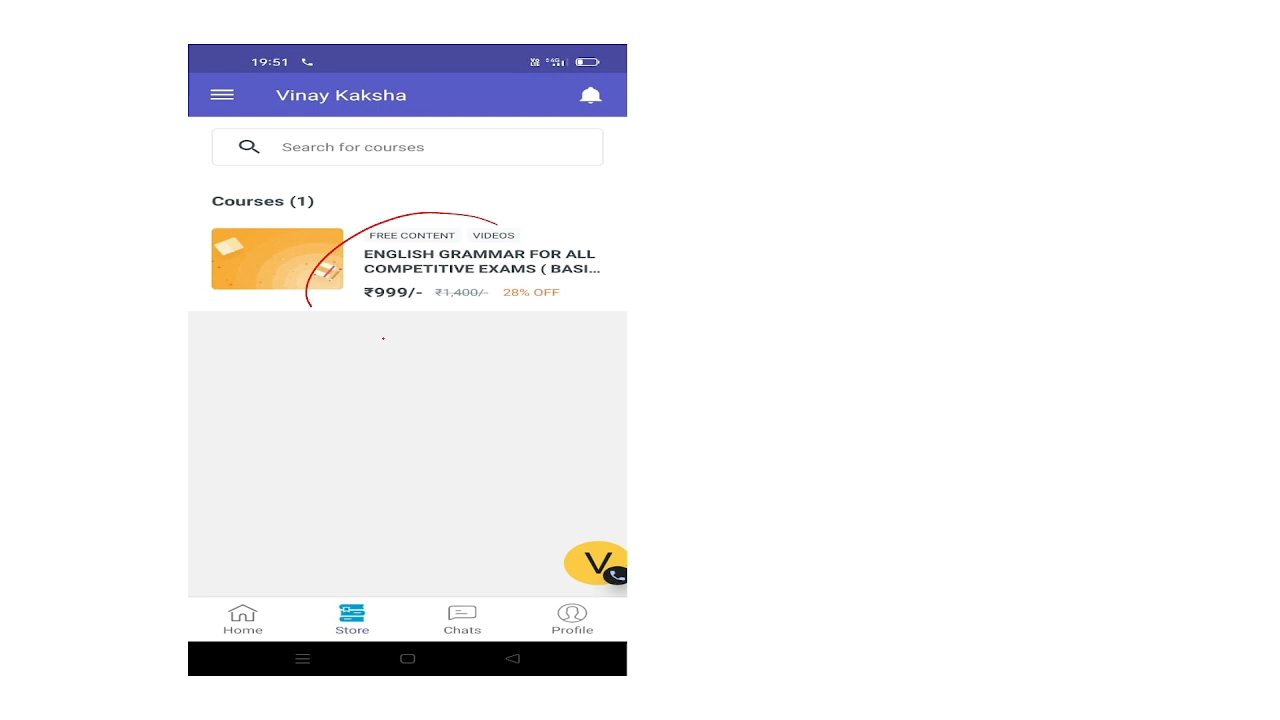 19:51
Vinay Kaksha
Search for courses
Courses (1)
FREE CONTENT VIDEOS
ENGLISH GRAMMAR FOR ALL
COMPETITIVE EXAMS ( BASI...
₹999/- ₹1,400/- 28% OFF
V
Home Store Chats Profile